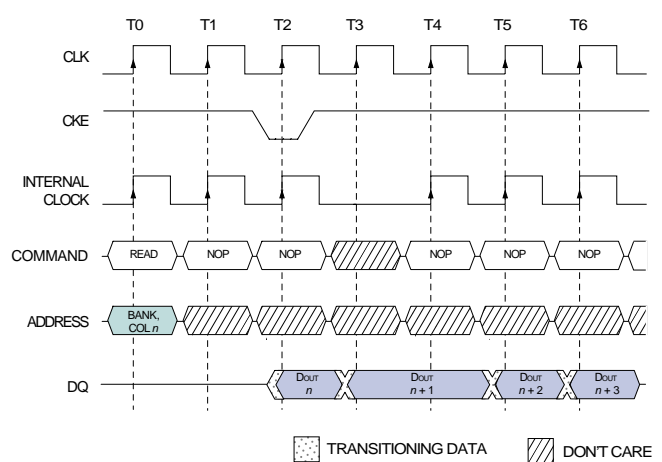 T0 T1 T2 T3 T4 T5 T6
CLK
CKE
INTERNAL
CLOCK
COMMAND READ NOP NOP NOP NOP NOP
ADDRESS BANK,
COL n
DQ DOUT n DOUT n + 1 DOUT n + 2 DOUT n + 3
TRANSITIONING DATA DON'T CARE